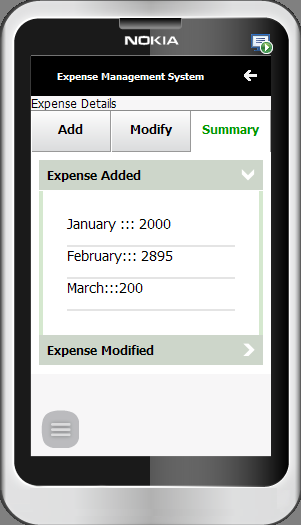 NOKIA
Expense Management System
Expense Details
Add Modify Summary
Expense Added
January ::: 2000
February::: 2895
March:::200
Expense Modified